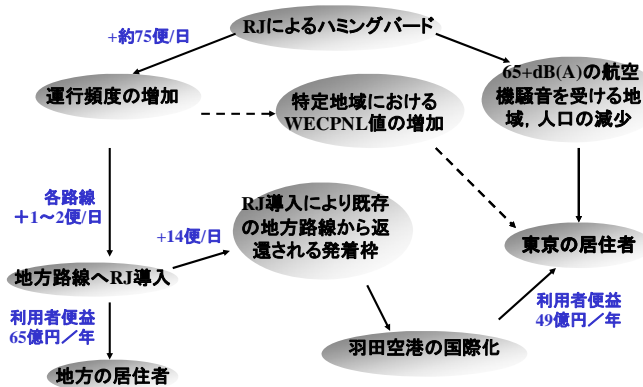 RJによるハミングバード
+約75便/日
運行頻度の増加
特定地域における
WECPNL値の増加
65+dB(A)の航空
機騒音を受ける地
域，人口の減少
各路線
＋1～2便/日
+14便/日
RJ導入により既存
の地方路線から返
還される発着枠
東京の居住者
地方路線へRJ導入
利用者便益
65億円／年
利用者便益
49億円／年
羽田空港の国際化
地方の居住者